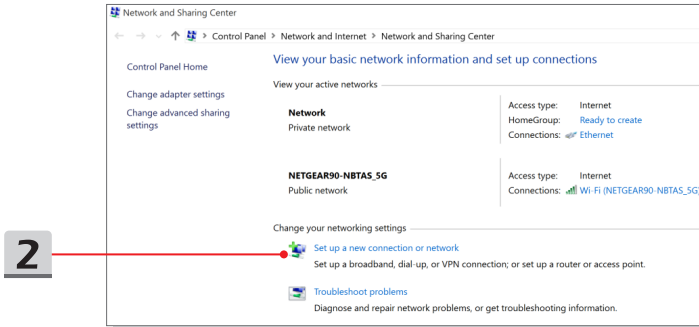 Network and Sharing Center
Control Panel > Network and Internet > Network and Sharing Center
Control Panel Home
Change adapter settings
Change advanced sharing
settings
View your basic network information and set up connections
View your active networks
Network
Private network
Access type: Internet
HomeGroup: Ready to create
Connections: Ethernet
NETGEAR90-NBTAS_5G
Public network
Access type: Internet
Connections: Wi-Fi (NETGEAR90-NBTAS_5G)
Change your networking settings
2
Set up a new connection or network
Set up a broadband, dial-up, or VPN connection; or set up a router or access point.
Troubleshoot problems
Diagnose and repair network problems, or get troubleshooting information.